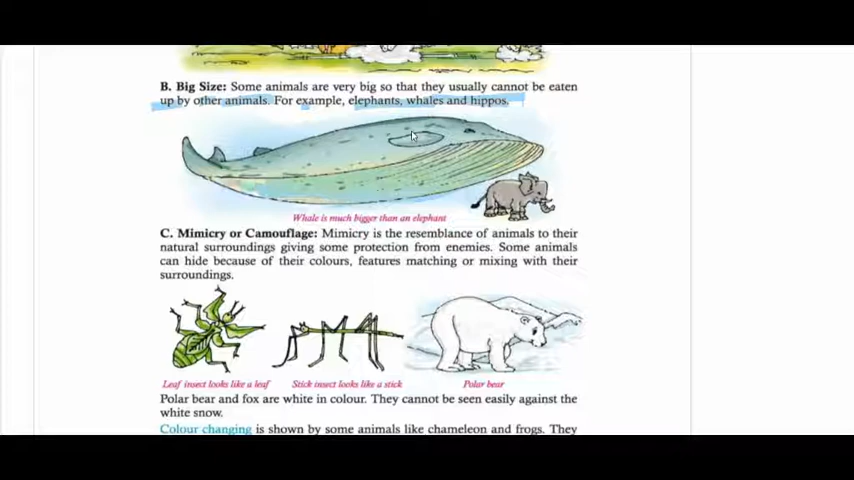 B. Big Size: Some animals are very big so that they usually cannot be eaten
up by other animals. For example, elephants, whales and hippos.
Whale is much bigger than an elephant
C. Mimicry or Camouflage: Mimicry is the resemblance of animals to their
natural surroundings giving some protection from enemies. Some animals
can hide because of their colours, features matching or mixing with their
surroundings.
Leaf insect looks like a leaf
Stick insect looks like a stick
Polar bear
Polar bear and fox are white in colour. They cannot be seen easily against the
white snow.
Colour changing is shown by some animals like chameleon and frogs. They